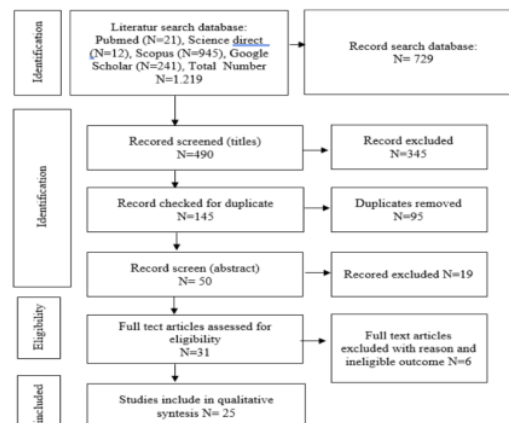 Identification
Literatur search database:
Pubmed (N=21), Science direct
(N=12), Scopus (N=945), Google
Scholar (N=241), Total Number
N=1.219
Record search database:
N= 729
Identification
Recored screened (titles)
N=490
Record excluded
N=345
Record checked for duplicate
N=145
Duplicates removed
N=95
Record screen (abstract)
N= 50
Recored excluded N=19
Eligibility
Full tect articles assessed for
eligibility
N=31
Full text articles
excluded with reason and
ineligible outcome N=6
included
Studies include in qualitative
syntesis N= 25